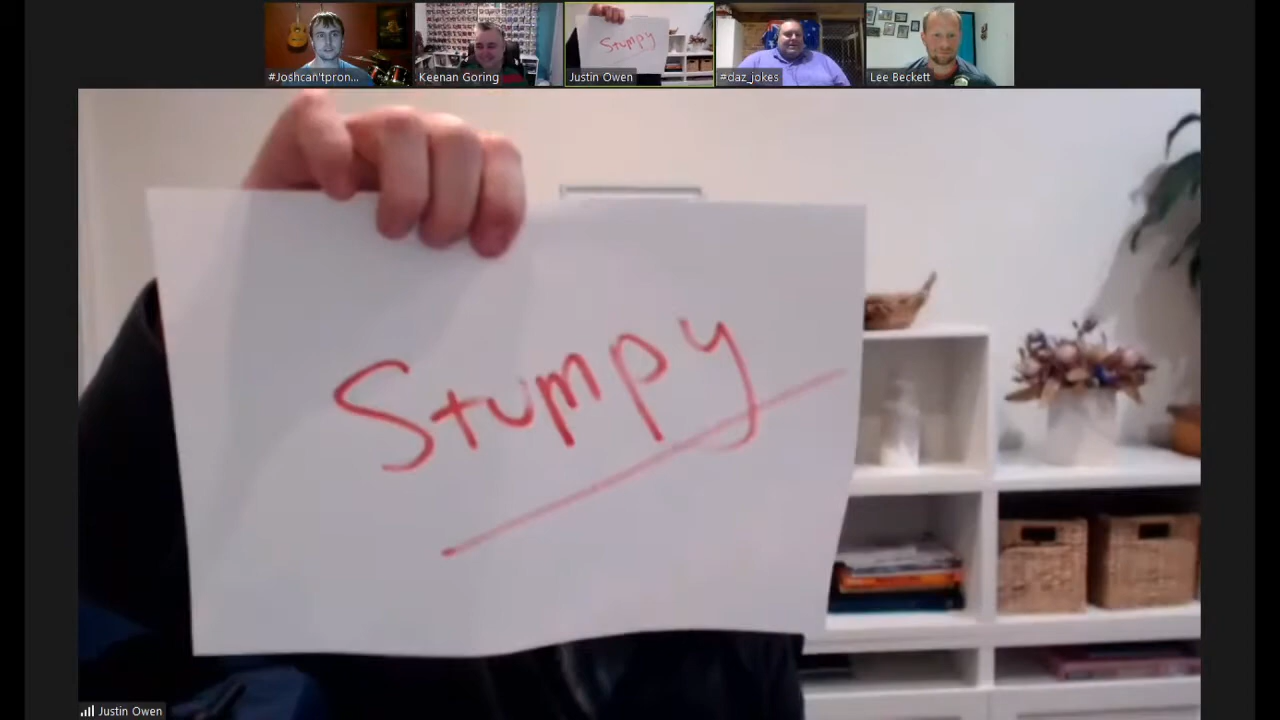 #Joshcan'tpron...
Keenan Goring
Stumpy
Justin Owen
#daz_jokes
Lee Beckett
Stumpy
Justin Owen